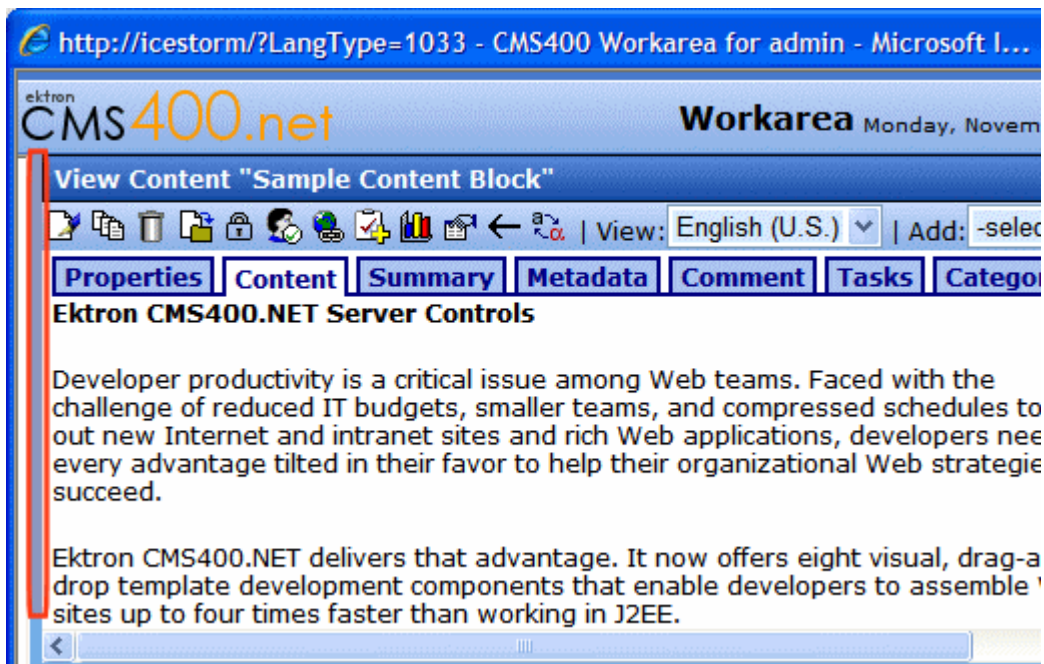 http://icestorm/?LangType=1033 - CMS400 Workarea for admin - Microsoft I...
ektron
CMS400.net
Workarea Monday, Novem
View Content "Sample Content Block"
| View: English (U.S.) | Add: -selec
Properties Content Summary Metadata Comment Tasks Categor
Ektron CMS400.NET Server Controls
Developer productivity is a critical issue among Web teams. Faced with the
challenge of reduced IT budgets, smaller teams, and compressed schedules to
out new Internet and intranet sites and rich Web applications, developers nee
every advantage tilted in their favor to help their organizational Web strategie
succeed.
Ektron CMS400.NET delivers that advantage. It now offers eight visual, drag-a
drop template development components that enable developers to assemble
sites up to four times faster than working in J2EE.